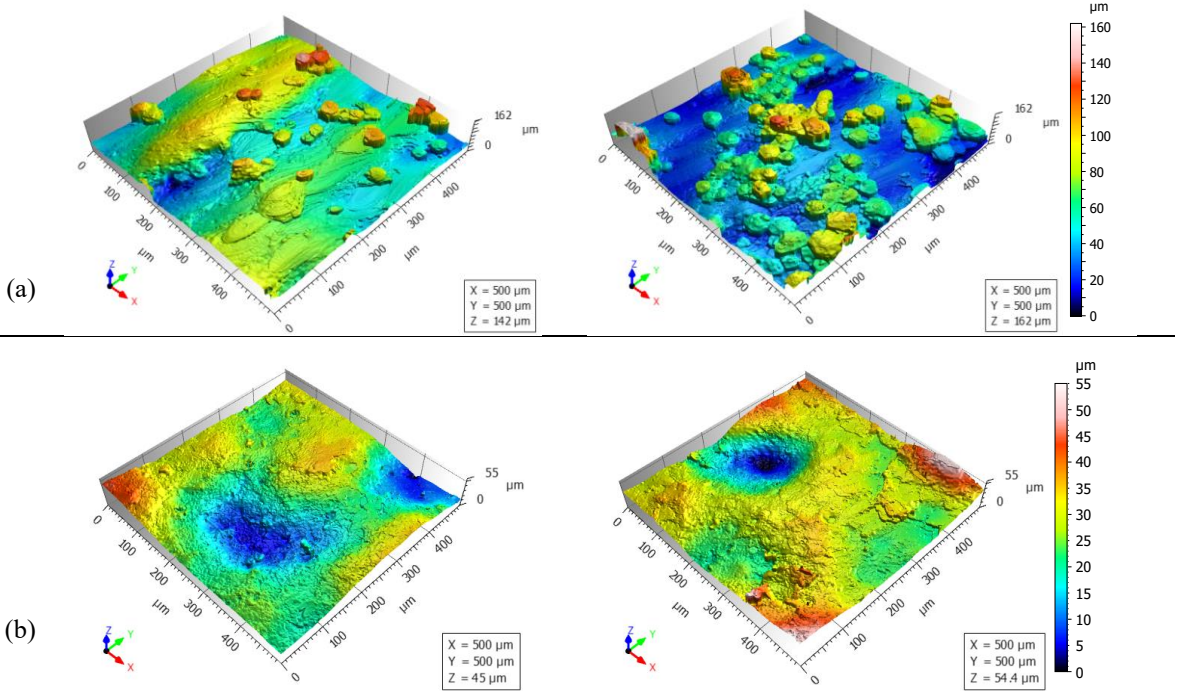 (a)
162
µm
0
0
100
200
300
400
µm
0
100
200
300
400
µm
Z
Y
X
X = 500 µm
Y = 500 µm
Z = 142 µm
162
µm
0
0
100
200
300
400
µm
0
100
200
300
400
µm
Z
Y
X
X = 500 µm
Y = 500 µm
Z = 162 µm
µm
160
140
120
100
80
60
40
20
0
(b)
55
µm
0
0
100
200
300
400
µm
0
100
200
300
400
µm
Z
Y
X
X = 500 µm
Y = 500 µm
Z = 45 µm
55
µm
0
0
100
200
300
400
µm
0
100
200
300
400
µm
Z
Y
X
X = 500 µm
Y = 500 µm
Z = 54.4 µm
µm
55
50
45
40
35
30
25
20
15
10
5
0